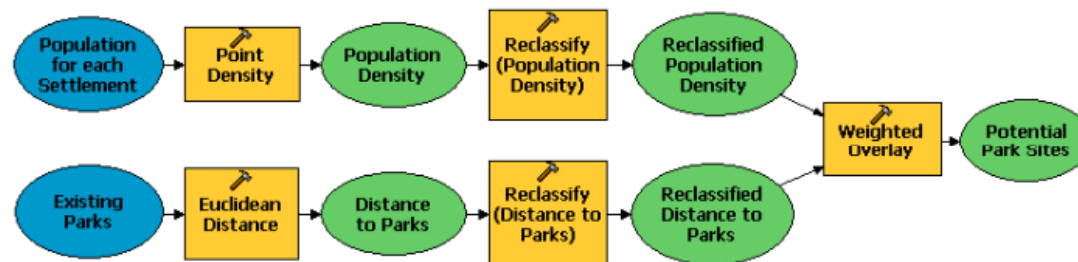 Population
for each
Settlement
Point
Density
Population
Density
Reclassify
(Population
Density)
Reclassified
Population
Density
Weighted
Overlay
Potential
Park Sites
Existing
Parks
Euclidean
Distance
Distance
to Parks
Reclassify
(Distance to
Parks)
Reclassified
Distance to
Parks